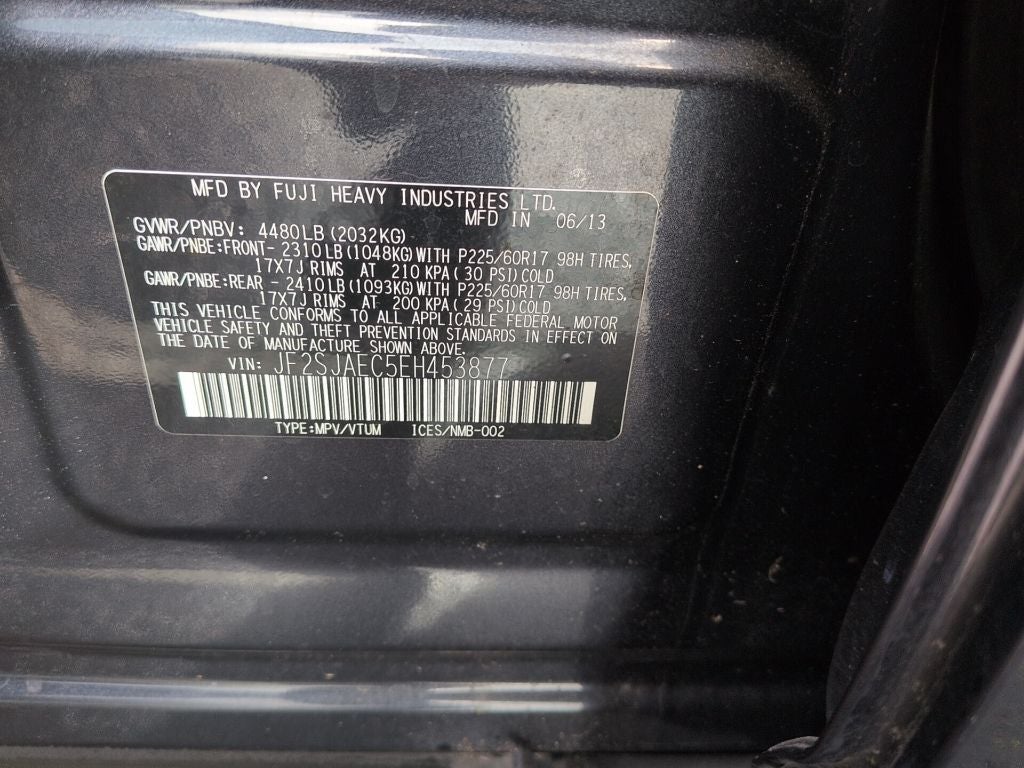 MFD BY FUJI HEAVY INDUSTRIES LTD.
MFD IN 06/13
GVWR/PNBV: 4480LB(2032KG)
GAWR/PNBE:FRONT- 2310LB(1048KG)WITH P225/60R17 98H TIRES,
17X7J RIMS AT 210 KPA(30 PSI)COLD
GAWR/PNBE:REAR - 2410LB(1093KG)WITH P225/60R17 98H TIRES,
17X7J RIMS AT 200 KPA(29 PSI)COLD
THIS VEHICLE CONFORMS TO ALL APPLICABLE FEDERAL MOTOR
VEHICLE SAFETY AND THEFT PREVENTION STANDARDS IN EFFECT ON
THE DATE OF MANUFACTURE SHOWN ABOVE.
VIN: JF2SJAEC5EH453877
TYPE:MPV/VTUM ICES/NMB-002